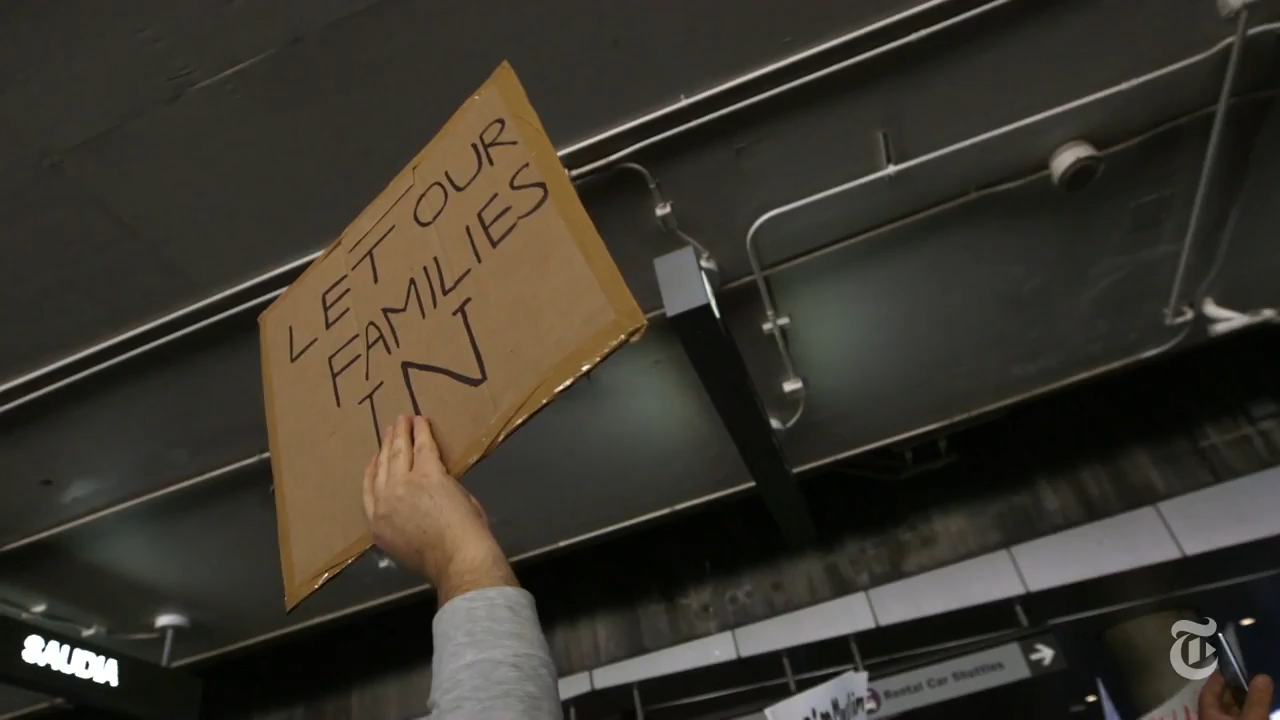 LET OUR
FAMILIES
IN
SAUDIA
Rental Car Shuttles